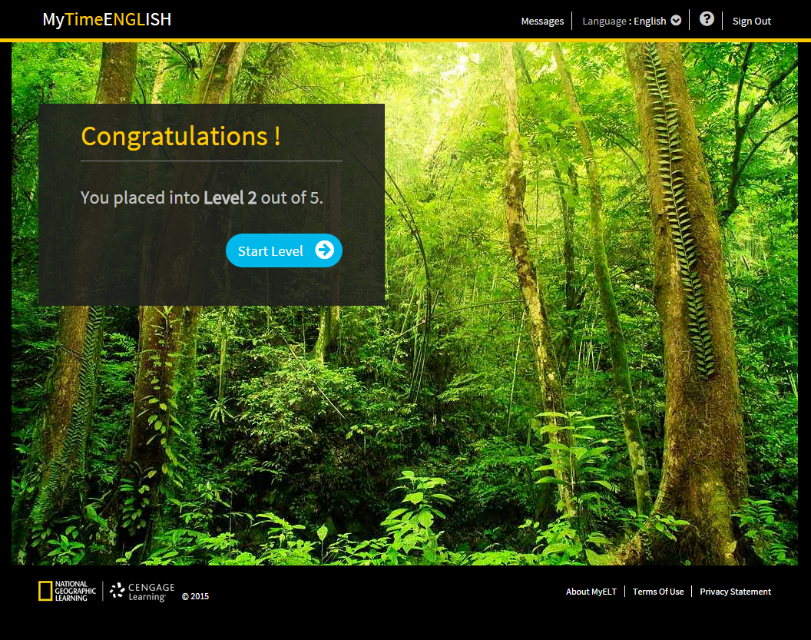 MyTimeENGLISH
Messages
Language : English
?
Sign Out
Congratulations !
You placed into Level 2 out of 5.
Start Level
NATIONAL
GEOGRAPHIC
LEARNING
CENGAGE
Learning
© 2015
About MyELT
Terms Of Use
Privacy Statement